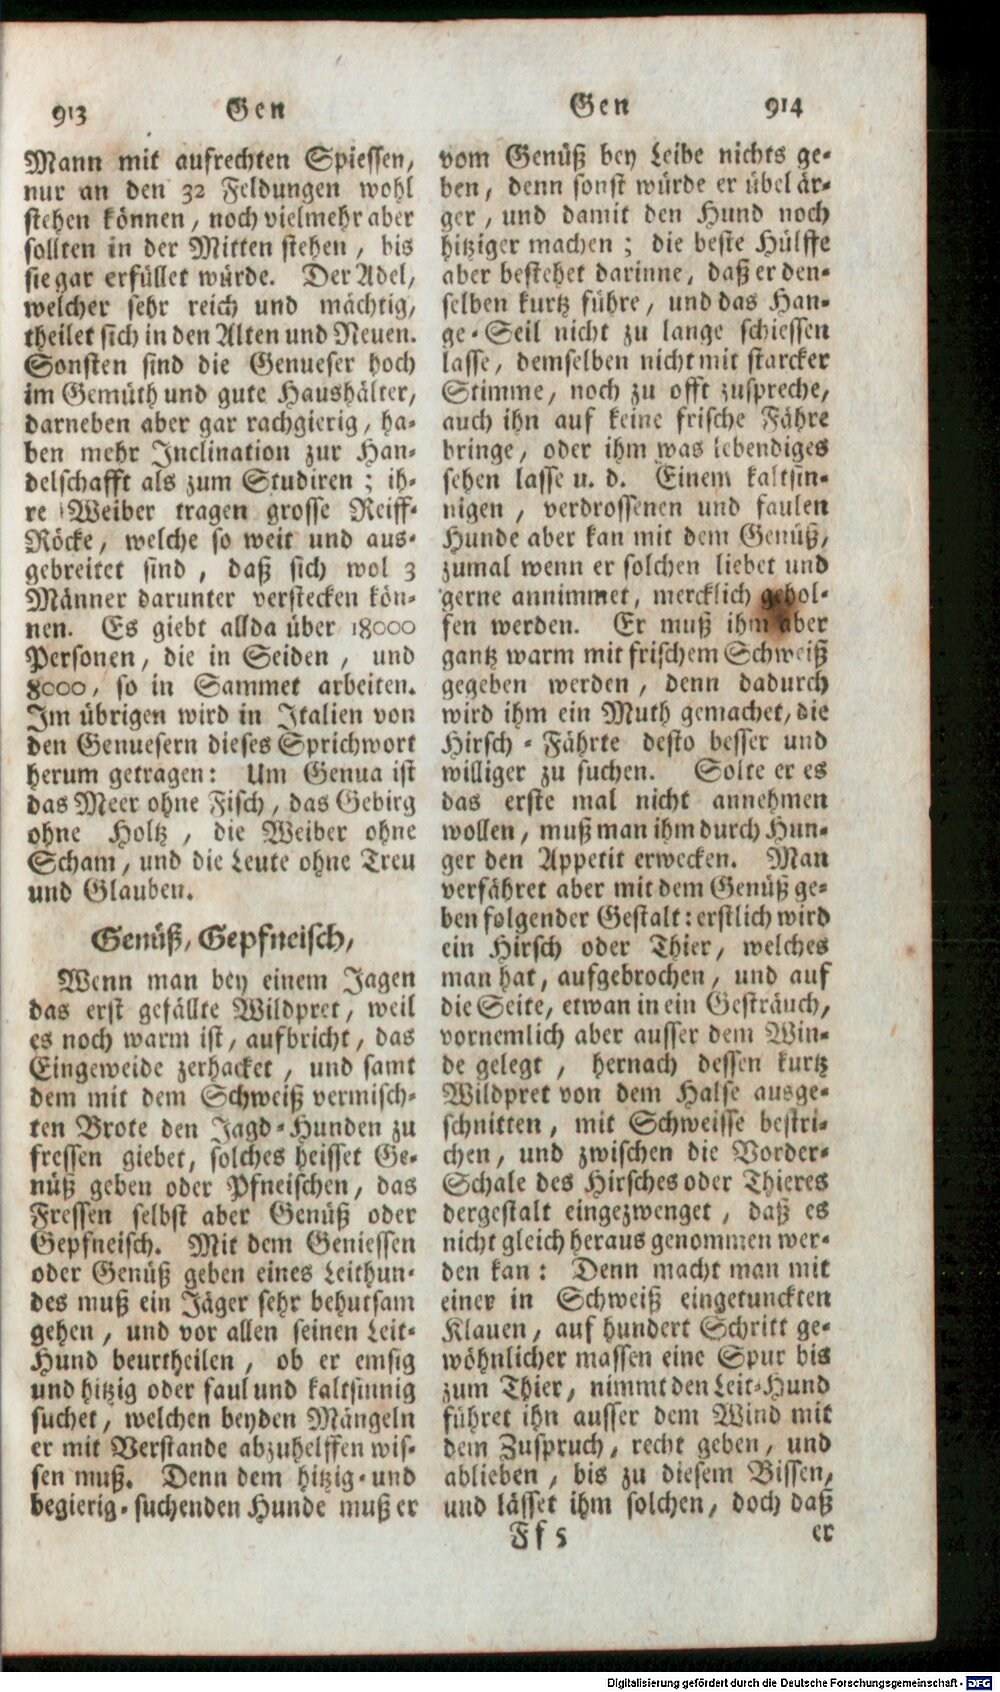 913 Gen
Mann mit aufrechten Spiessen,
nur an den 32 Feldungen wohl
stehen können, noch vielmehr aber
sollten in der Mitten stehen, bis
sie gar erfüllet würde. Der Adel,
welcher sehr reich und mächtig,
theilet sich in den Alten und Neuen.
Sonsten sind die Genueser hoch
im Gemüth und gute Haushälter,
darneben aber gar rachgierig, ha-
ben mehr Inclination zur Han-
delschafft als zum Studiren; ih-
re Weiber tragen grosse Reiff-
Röcke, welche so weit und aus-
gebreitet sind, daß sich wol 3
Männer darunter verstecken kön-
nen. Es giebt allda über 18000
Personen, die in Seiden, und
8000, so in Sammet arbeiten.
Im übrigen wird in Italien von
den Genuesern dieses Sprichwort
herum getragen: Um Genua ist
das Meer ohne Fisch, das Gebirg
ohne Holtz, die Weiber ohne
Scham, und die Leute ohne Treu
und Glauben.
Genüß, Gepfneisch,
Wenn man bey einem Jagen
das erst gefällte Wildpret, weil
es noch warm ist, aufbricht, das
Eingeweide zerhacket, und samt
dem mit dem Schweiß vermisch-
ten Brote den Jagd-Hunden zu
fressen giebet, solches heisset Ge-
nüß geben oder Pfneischen, das
Fressen selbst aber Genüß oder
Gepfneisch. Mit dem Geniessen
oder Genüß geben eines Leithun-
des muß ein Jäger sehr behutsam
gehen, und vor allen seinen Leit-
Hund beurtheilen, ob er emsig
und hitzig oder faul und kaltsinnig
suchet, welchen beyden Mängeln
er mit Verstande abzuhelffen wis-
sen muß. Denn dem hitzig-und
begierig-suchenden Hunde muß er
Gen 914
vom Genüß bey Leibe nichts ge-
ben, denn sonst würde er übel är-
ger, und damit den Hund noch
hitziger machen; die beste Hülffe
aber bestehet darinne, daß er den-
selben kurtz führe, und das Han-
ge-Seil nicht zu lange schiessen
lasse, demselben nicht mit starcker
Stimme, noch zu offt zuspreche,
auch ihn auf keine frische Fähre
bringe, oder ihm was lebendiges
sehen lasse u. d. Einem kaltsin-
nigen, verdrossenen und faulen
Hunde aber kan mit dem Genüß,
zumal wenn er solchen liebet und
gerne annimmet, mercklich gehol-
fen werden. Er muß ihm aber
gantz warm mit frischem Schweiß
gegeben werden, denn dadurch
wird ihm ein Muth gemachet, die
Hirsch-Fährte desto besser und
williger zu suchen. Solte er es
das erste mal nicht annehmen
wollen, muß man ihm durch Hun-
ger den Appetit erwecken. Man
verfähret aber mit dem Genüß ge-
ben folgender Gestalt: erstlich wird
ein Hirsch oder Thier, welches
man hat, aufgebrochen, und auf
die Seite, etwan in ein Gesträuch,
vornemlich aber ausser dem Win-
de gelegt, hernach dessen kurtz
Wildpret von dem Halse ausge-
schnitten, mit Schweisse bestri-
chen, und zwischen die Vorder-
Schale des Hirsches oder Thieres
dergestalt eingezwenget, daß es
nicht gleich heraus genommen wer-
den kan: Denn macht man mit
einer in Schweiß eingetunckten
Klauen, auf hundert Schritt ge-
wöhnlicher massen eine Spur bis
zum Thier, nimmt den Leit-Hund
führet ihn ausser dem Wind mit
dem Zuspruch, recht geben, und
ablieben, bis zu diesem Bissen,
und lässet ihm solchen, doch daß
Ff 5 er
Digitalisierung gefördert durch die Deutsche Forschungsgemeinschaft - DFG